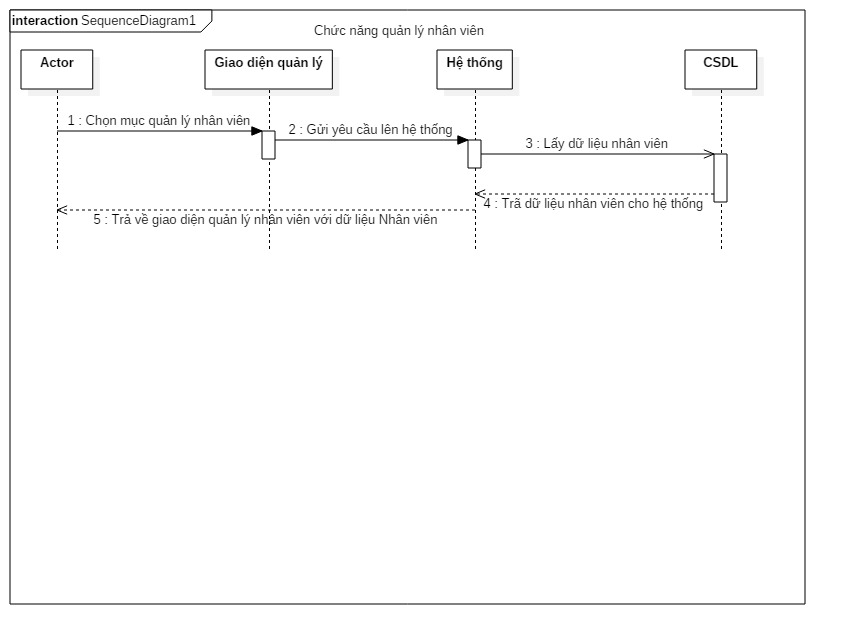 interaction SequenceDiagram1
Chức năng quản lý nhân viên
Actor
Giao diện quản lý
Hệ thống
CSDL
1 : Chọn mục quản lý nhân viên
2 : Gửi yêu cầu lên hệ thống
3 : Lấy dữ liệu nhân viên
4 : Trã dữ liệu nhân viên cho hệ thống
5 : Trả về giao diện quản lý nhân viên với dữ liệu Nhân viên